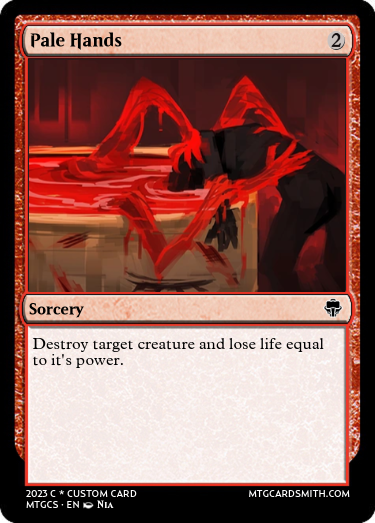 Pale Hands 2
Sorcery
Destroy target creature and lose life equal
to it's power.
2023 C * CUSTOM CARD MTGCARDSMITH.COM
MTGCS · EN NIA